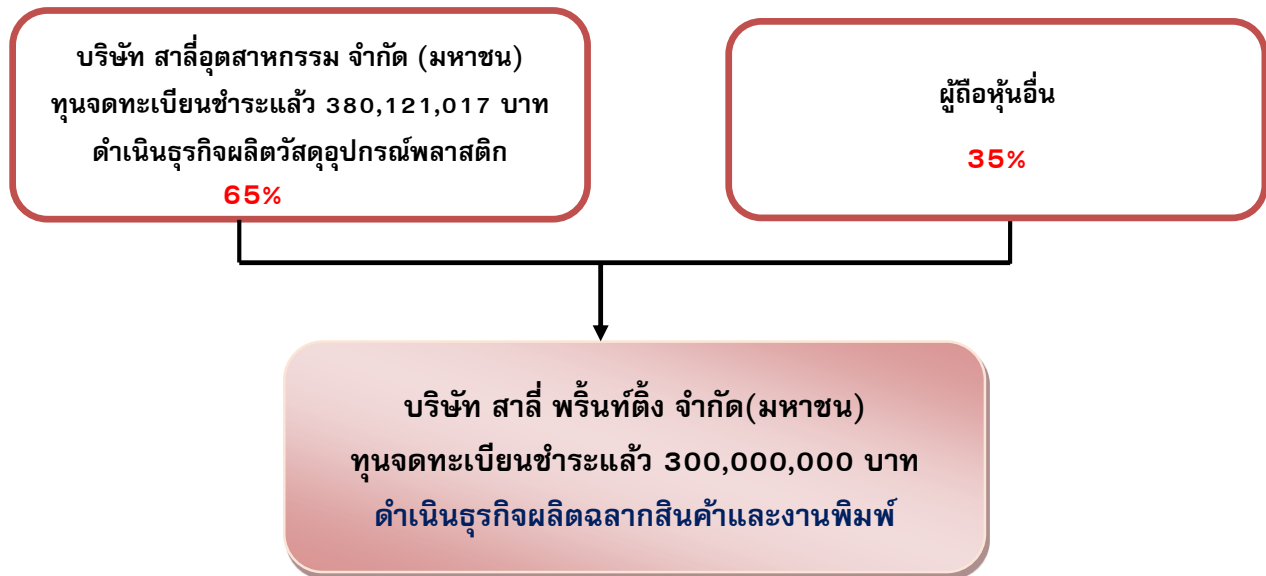 บริษัท สาลี่อุตสาหกรรม จำกัด (มหาชน)
ทุนจดทะเบียนชำระแล้ว 380,121,017 บาท
ดำเนินธุรกิจผลิตวัสดุอุปกรณ์พลาสติก
65%
ผู้ถือหุ้นอื่น
35%
บริษัท สาลี่ พริ้นท์ติ้ง จำกัด(มหาชน)
ทุนจดทะเบียนชำระแล้ว 300,000,000 บาท
ดำเนินธุรกิจผลิตฉลากสินค้าและงานพิมพ์